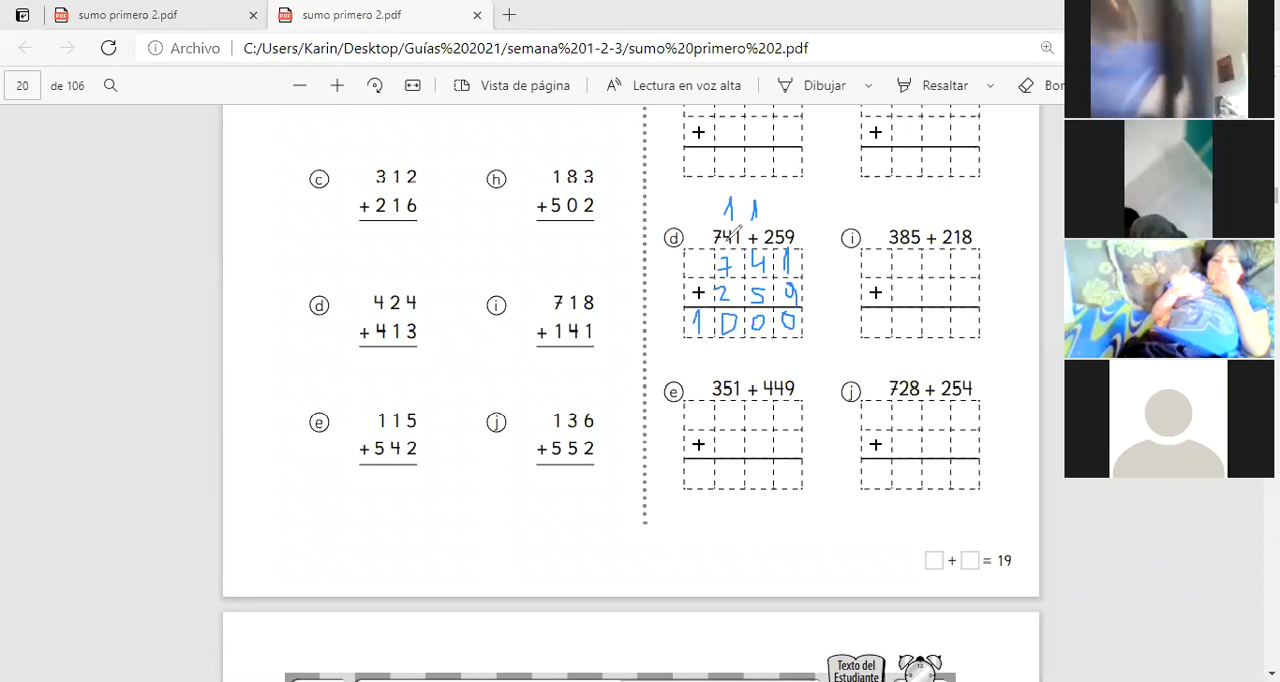 sumo primero 2.pdf
sumo primero 2.pdf
Archivo
C:/Users/Karin/Desktop/Guías%202021/semana%201-2-3/sumo%20primero%202.pdf
20 de 106
Vista de página
Lectura en voz alta
Dibujar
Resaltar
Bor
c 312
+216
h 183
+502
d 424
+413
i 718
+141
e 115
+542
j 136
+552
+
+
1 1
d 741 + 259
7 4 1
+ 2 5 9
1 0 0 0
i 385 + 218
+
e 351 + 449
+
j 728 + 254
+
+ = 19
Texto del
Estudiante